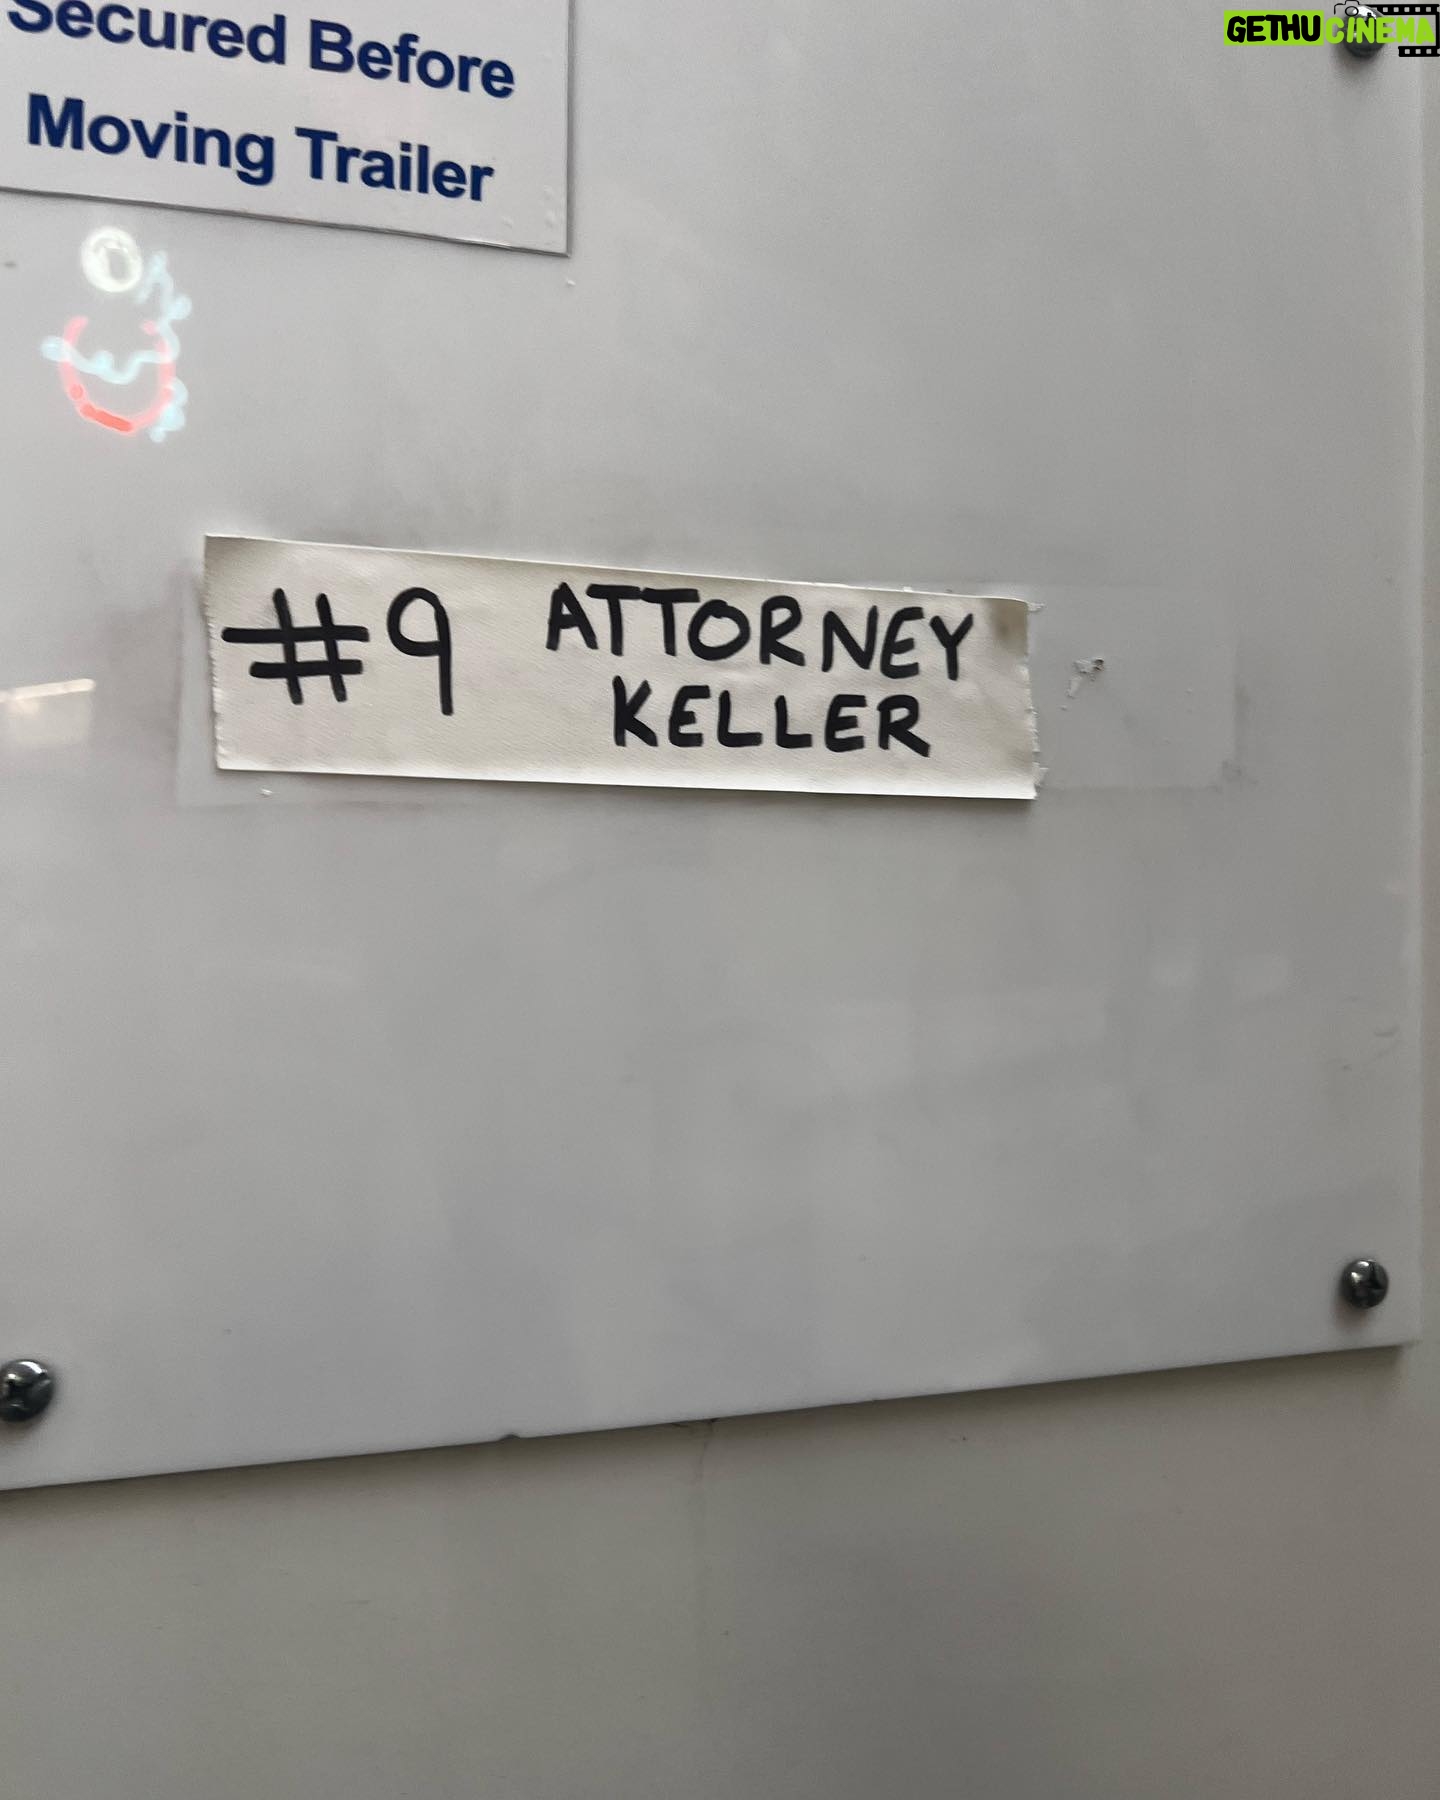 GETHU CINEMA
Secured Before
Moving Trailer
#9 ATTORNEY
KELLER